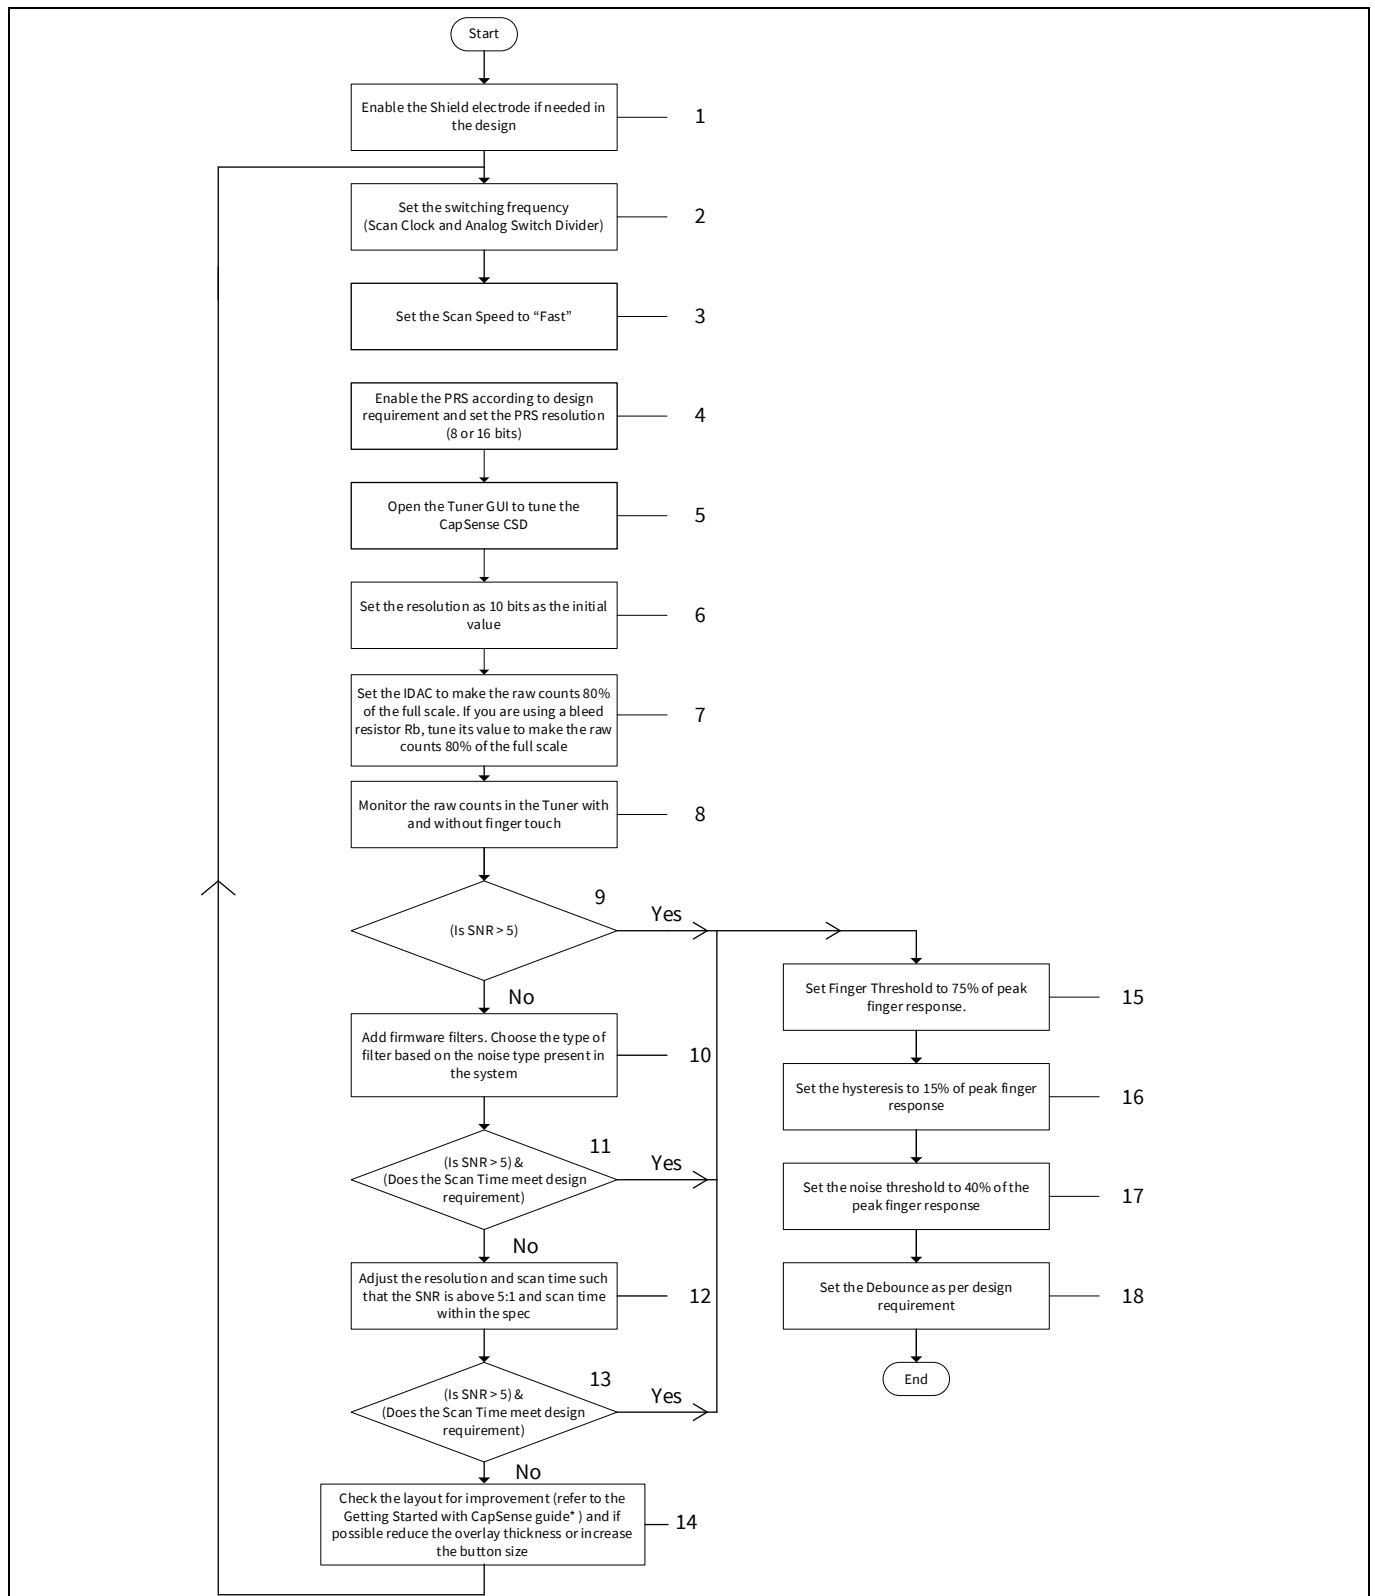 Start
Enable the Shield electrode if needed in
the design
1
Set the switching frequency
(Scan Clock and Analog Switch Divider)
2
Set the Scan Speed to “Fast”
3
Enable the PRS according to design
requirement and set the PRS resolution
(8 or 16 bits)
4
Open the Tuner GUI to tune the
CapSense CSD
5
Set the resolution as 10 bits as the initial
value
6
Set the IDAC to make the raw counts 80%
of the full scale. If you are using a bleed
resistor Rb, tune its value to make the raw
counts 80% of the full scale
7
Monitor the raw counts in the Tuner with
and without finger touch
8
9
(Is SNR > 5)
Yes
No
Add firmware filters. Choose the type of
filter based on the noise type present in
the system
10
11
(Is SNR > 5) &
(Does the Scan Time meet design
requirement)
Yes
No
Adjust the resolution and scan time such
that the SNR is above 5:1 and scan time
within the spec
12
13
(Is SNR > 5) &
(Does the Scan Time meet design
requirement)
Yes
No
Check the layout for improvement (refer to the
Getting Started with CapSense guide* ) and if
possible reduce the overlay thickness or increase
the button size
14
Set Finger Threshold to 75% of peak
finger response.
15
Set the hysteresis to 15% of peak finger
response
16
Set the noise threshold to 40% of the
peak finger response
17
Set the Debounce as per design
requirement
18
End